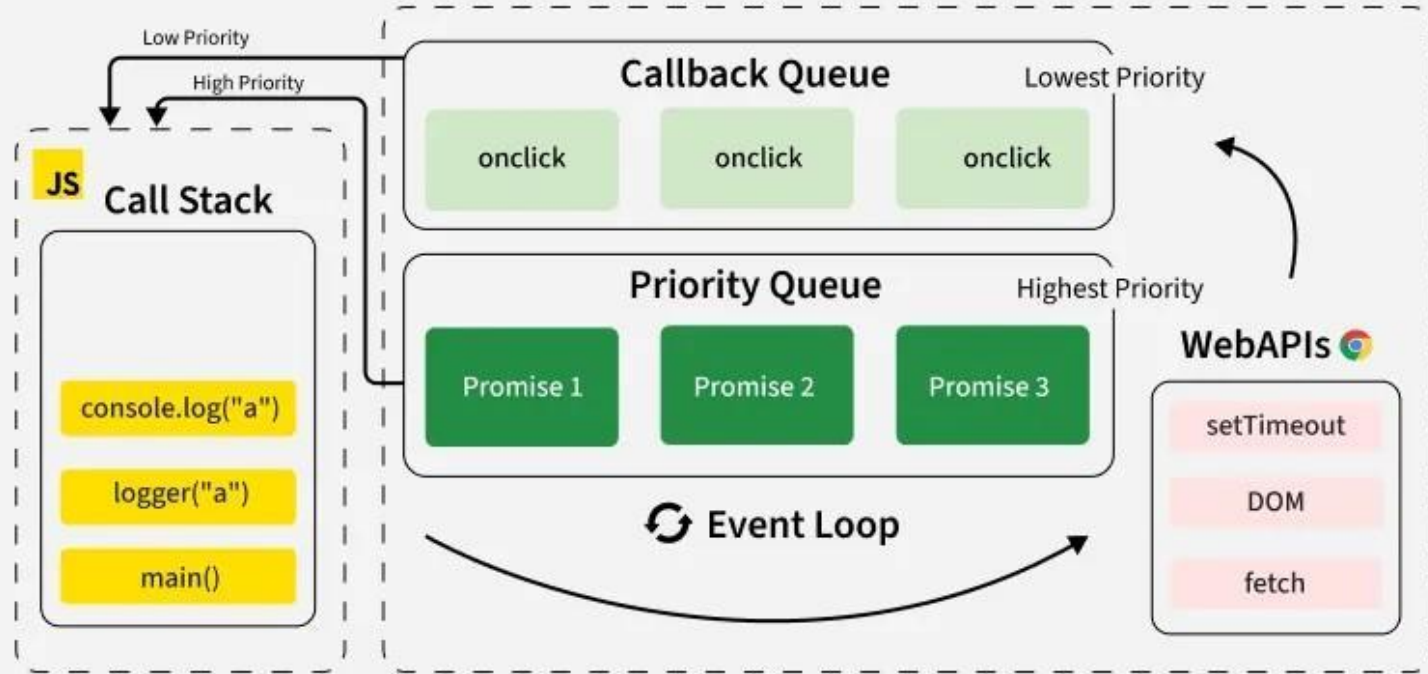 Low Priority
High Priority
JS
Call Stack
console.log("a")
logger("a")
main()
Callback Queue
Lowest Priority
onclick
onclick
onclick
Priority Queue
Highest Priority
Promise 1
Promise 2
Promise 3
Event Loop
WebAPIs
setTimeout
DOM
fetch